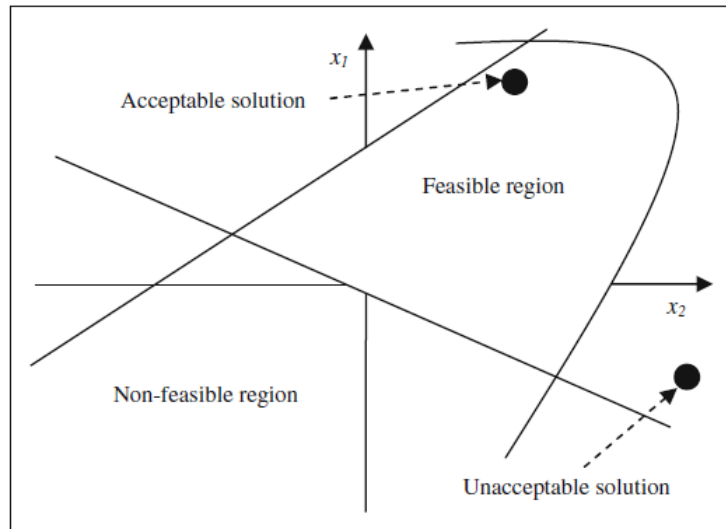 x1
Acceptable solution
Feasible region
x2
Non-feasible region
Unacceptable solution